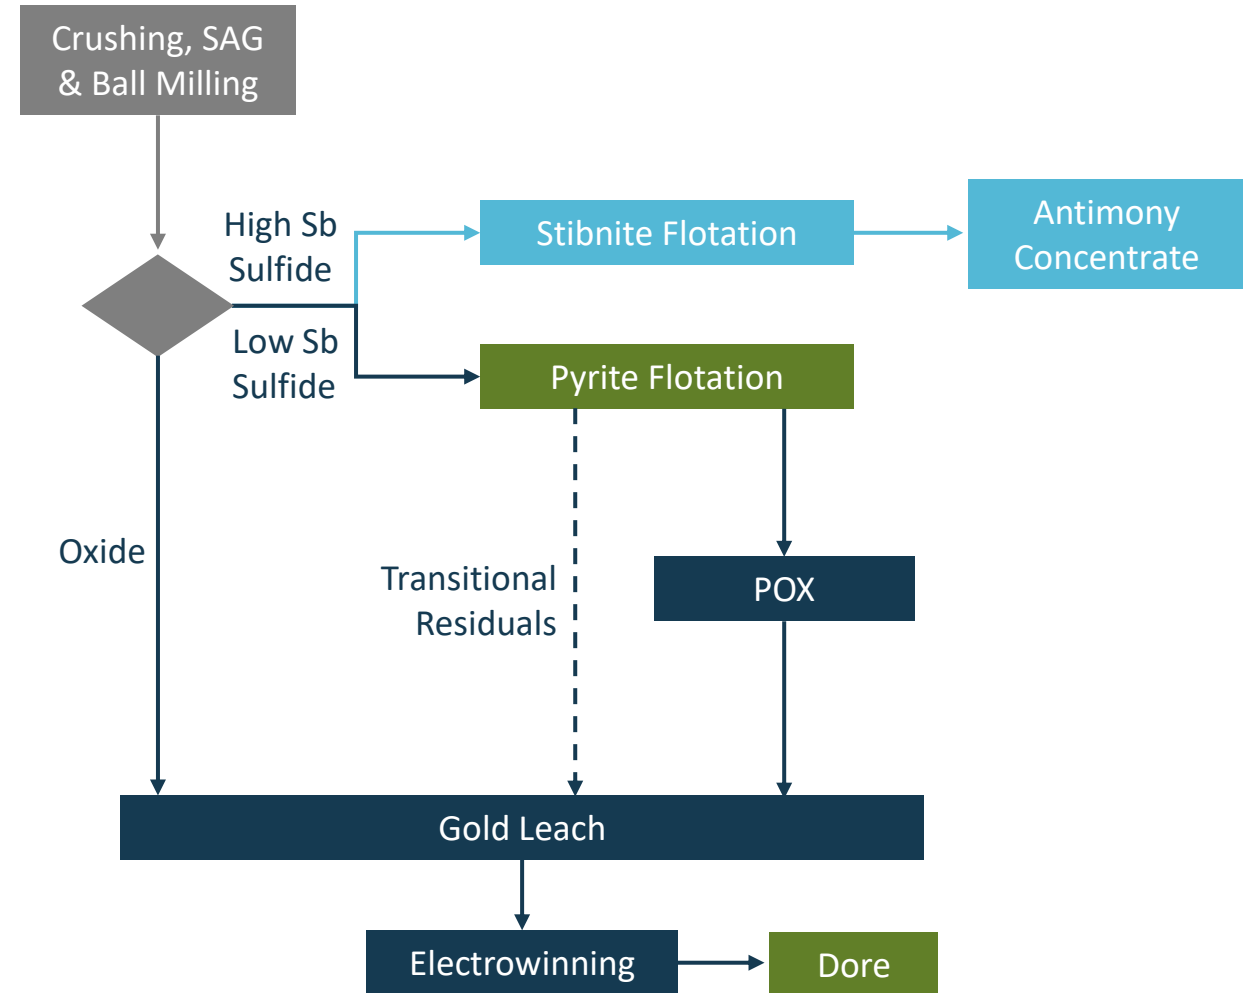 Crushing, SAG
& Ball Milling
High Sb
Sulfide
Stibnite Flotation
Antimony
Concentrate
Low Sb
Sulfide
Pyrite Flotation
Oxide
Transitional
Residuals
POX
Gold Leach
Electrowinning
Dore